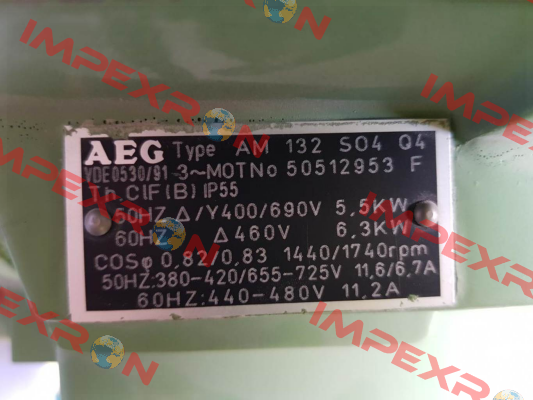 IMPEXRON
AEG Type AM 132 SO4 Q4
VDE0530/91 3~MOTNo 50512953 F
Th.ClF(B) IP55
50HZ Δ/Y400/690V 5,5KW
60HZ Δ460V 6,3KW
COSφ 0,82/0,83 1440/1740rpm
50HZ:380-420/655-725V 11,6/6,7A
60HZ:440-480V 11,2A
IMPEXRON
IMPEXRON